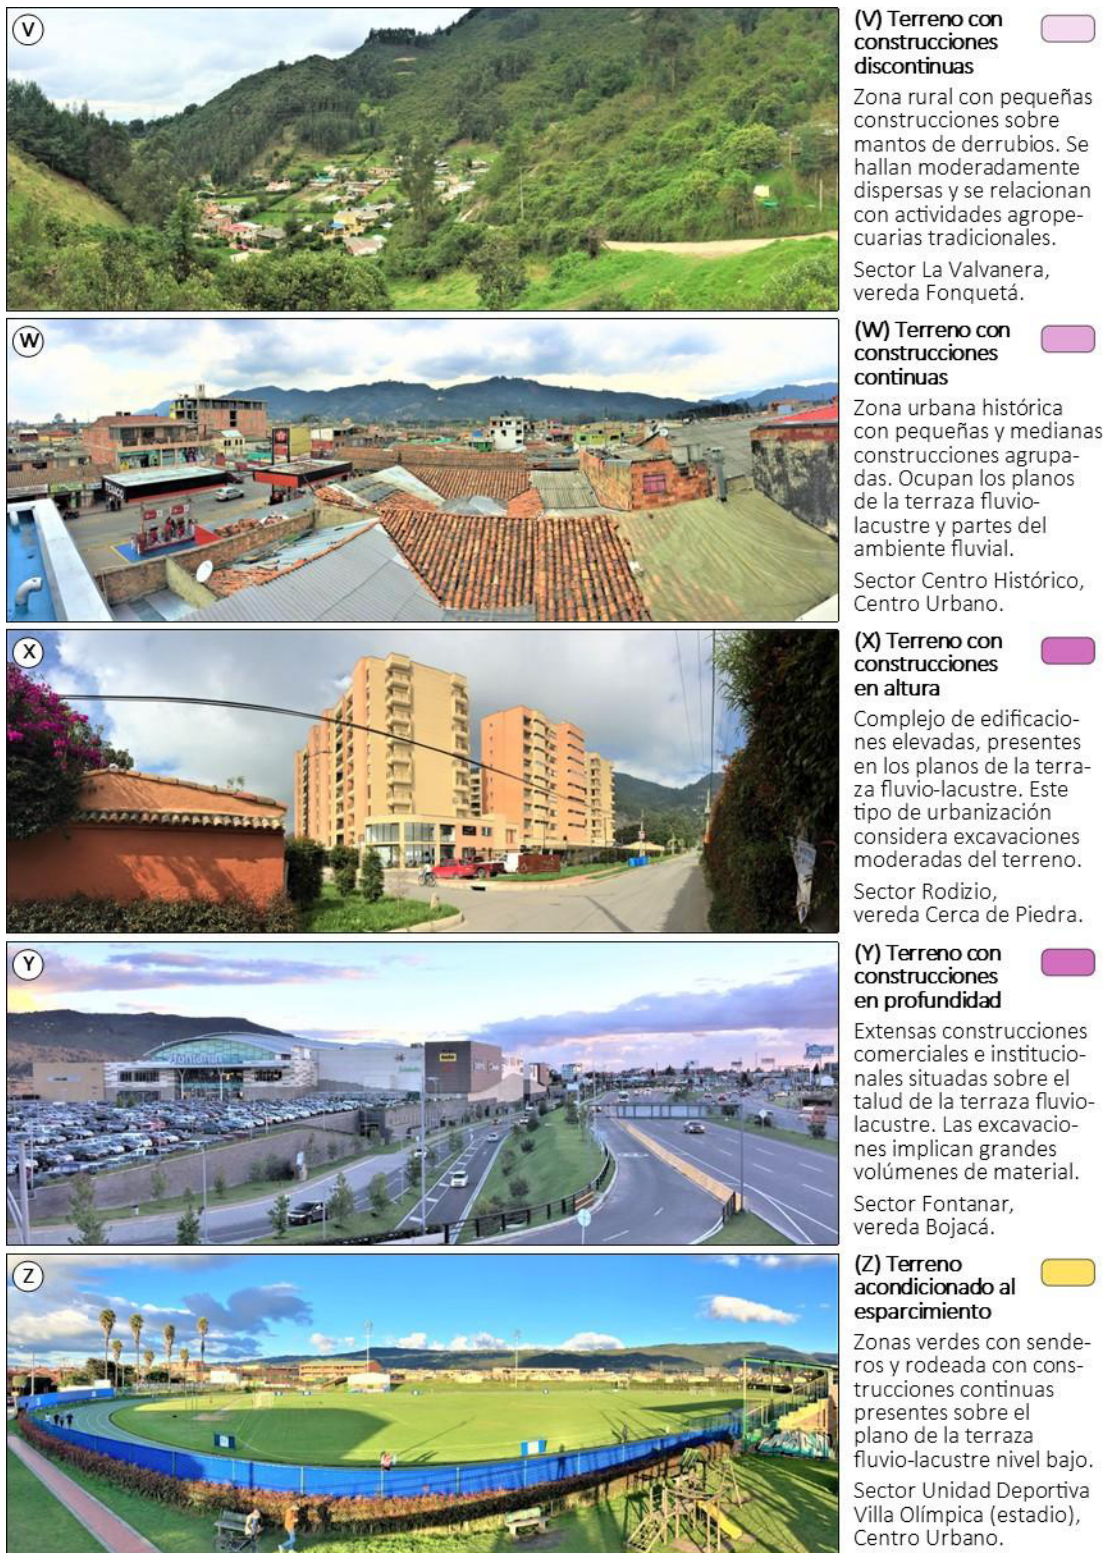 V
(V) Terreno con
construcciones
discontinuas
Zona rural con pequeñas
construcciones sobre
mantos de derrubios. Se
hallan moderadamente
dispersas y se relacionan
con actividades agrope-
cuarias tradicionales.
Sector La Valvanera,
vereda Fonquetá.
W
(W) Terreno con
construcciones
continuas
Zona urbana histórica
con pequeñas y medianas
construcciones agrupa-
das. Ocupan los planos
de la terraza fluvio-
lacustre y partes del
ambiente fluvial.
Sector Centro Histórico,
Centro Urbano.
X
(X) Terreno con
construcciones
en altura
Complejo de edificacio-
nes elevadas, presentes
en los planos de la terra-
za fluvio-lacustre. Este
tipo de urbanización
considera excavaciones
moderadas del terreno.
Sector Rodizio,
vereda Cerca de Piedra.
Y
(Y) Terreno con
construcciones
en profundidad
Extensas construcciones
comerciales e institucio-
nales situadas sobre el
talud de la terraza fluvio-
lacustre. Las excavacio-
nes implican grandes
volúmenes de material.
Sector Fontanar,
vereda Bojacá.
Z
(Z) Terreno
acondicionado al
esparcimiento
Zonas verdes con sende-
ros y rodeada con cons-
trucciones continuas
presentes sobre el
plano de la terraza
fluvio-lacustre nivel bajo.
Sector Unidad Deportiva
Villa Olímpica (estadio),
Centro Urbano.